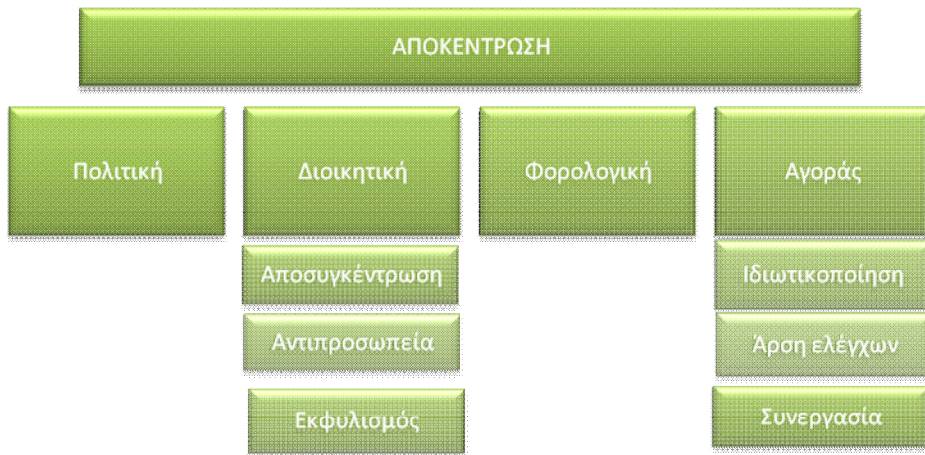 ΑΠΟΚΕΝΤΡΩΣΗ
Πολιτική
Διοικητική
Φορολογική
Αγοράς
Αποσυγκέντρωση
Ιδιωτικοποίηση
Αντιπροσωπεία
Άρση ελέγχων
Εκφυλισμός
Συνεργασία